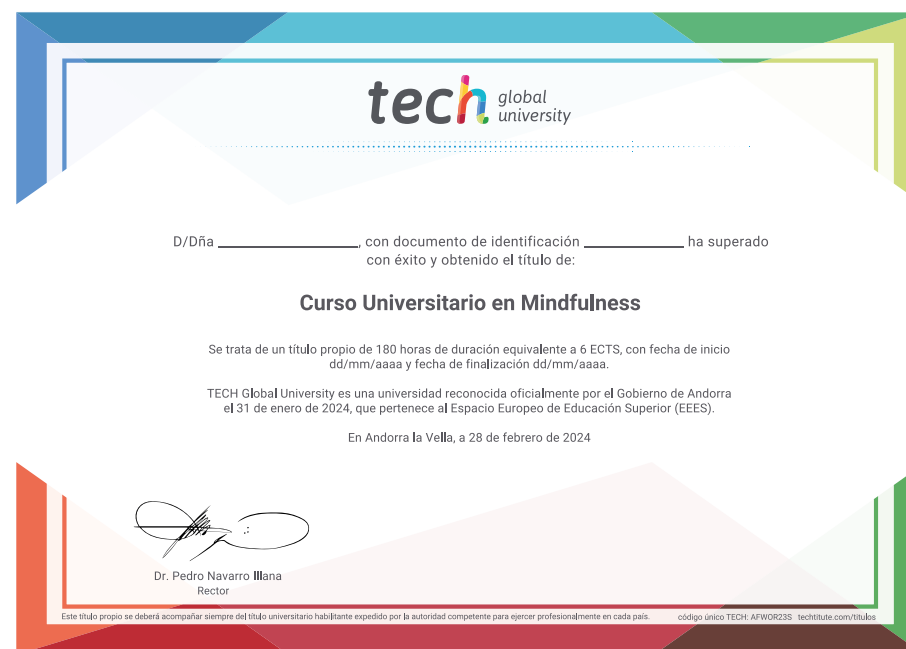 tech global university
D/Dña ____________, con documento de identificación ____________ ha superado
con éxito y obtenido el título de:
Curso Universitario en Mindfulness
Se trata de un título propio de 180 horas de duración equivalente a 6 ECTS, con fecha de inicio
dd/mm/aaaa y fecha de finalización dd/mm/aaaa.
TECH Global University es una universidad reconocida oficialmente por el Gobierno de Andorra
el 31 de enero de 2024, que pertenece al Espacio Europeo de Educación Superior (EEES).
En Andorra la Vella, a 28 de febrero de 2024
Dr. Pedro Navarro Illana
Rector
Este título propio se deberá acompañar siempre del título universitario habilitante expedido por la autoridad competente para ejercer profesionalmente en cada país. código único TECH: AFWOR23S techtitute.com/titulos